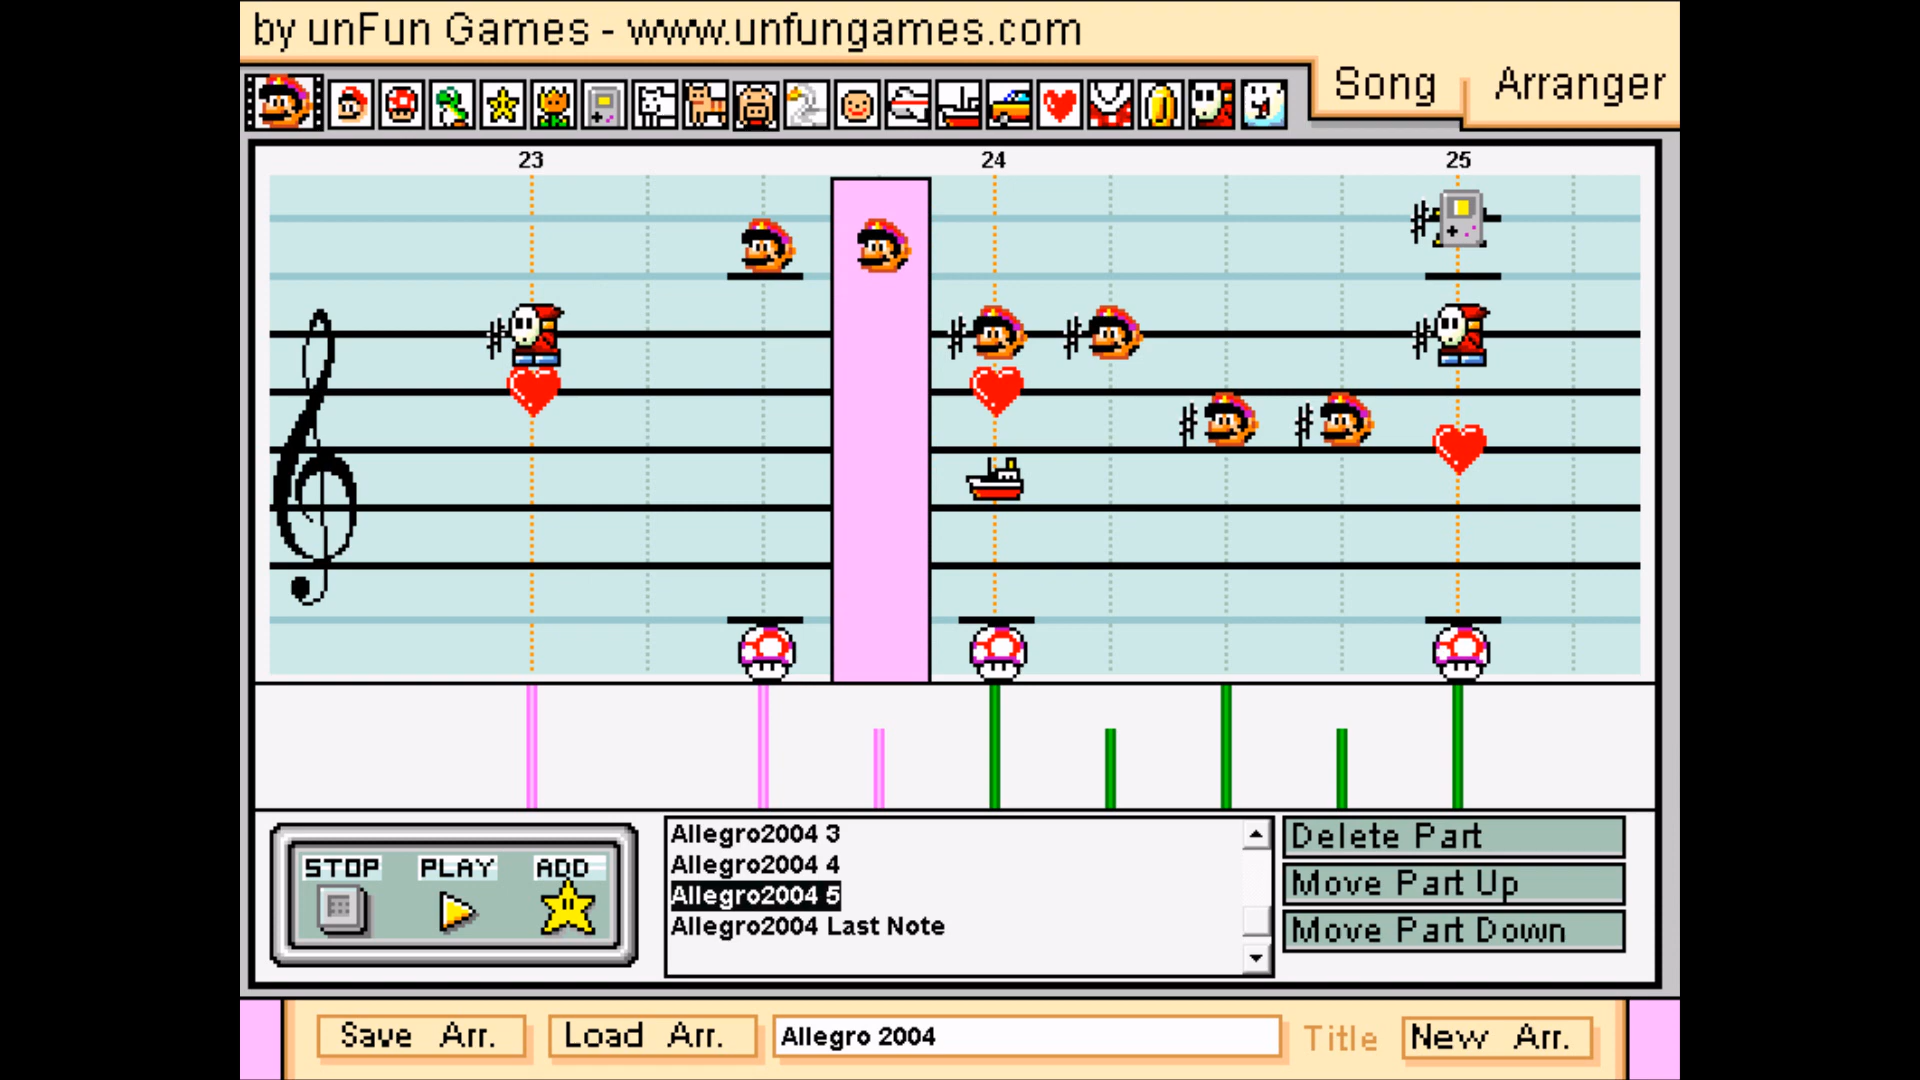 by unFun Games - www.unfungames.com
Song
Arranger
23
24
25
Allegro2004 3
Allegro2004 4
Allegro2004 5
Allegro2004 Last Note
STOP
PLAY
ADD
Delete Part
Move Part Up
Move Part Down
Save Arr.
Load Arr.
Allegro 2004
Title
New Arr.